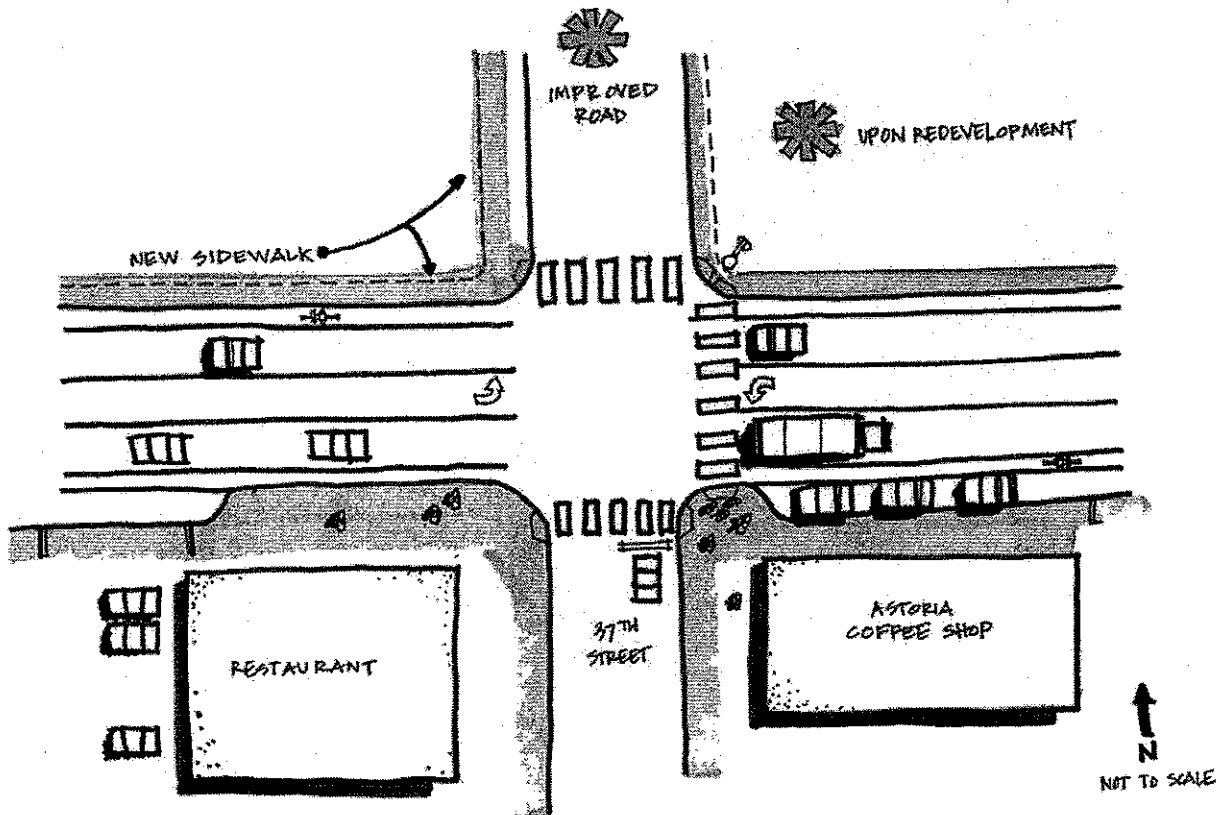 IMPROVED
ROAD
UPON REDEVELOPMENT
NEW SIDEWALK
37TH
STREET
RESTAURANT
ASTORIA
COFFEE SHOP
N
NOT TO SCALE